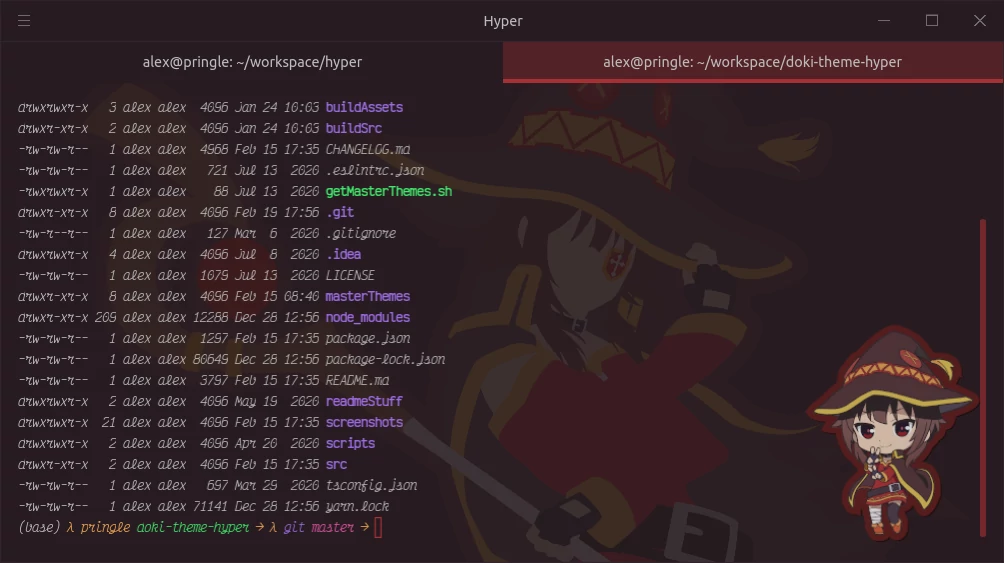 Hyper
alex@pringle: ~/workspace/hyper
alex@pringle: ~/workspace/doki-theme-hyper
drwxrwxr-x 3 alex alex 4096 Jan 24 10:03 buildAssets
drwxr-xr-x 2 alex alex 4096 Jan 24 10:03 buildSrc
-rw-rw-r-- 1 alex alex 4968 Feb 15 17:35 CHANGELOG.md
-rw-rw-r-- 1 alex alex 721 Jul 13 2020 .eslintrc.json
-rwxrwxr-x 1 alex alex 88 Jul 13 2020 getMasterThemes.sh
drwxr-xr-x 8 alex alex 4096 Feb 19 17:56 .git
-rw-r--r-- 1 alex alex 127 Mar 6 2020 .gitignore
drwxrwxr-x 4 alex alex 4096 Jul 8 2020 .idea
-rw-rw-r-- 1 alex alex 1079 Jul 13 2020 LICENSE
drwxrwxr-x 8 alex alex 4096 Feb 15 08:40 masterThemes
drwxrwxr-x 209 alex alex 12288 Dec 28 12:56 node_modules
-rw-rw-r-- 1 alex alex 1297 Feb 15 17:35 package.json
-rw-rw-r-- 1 alex alex 80649 Dec 28 12:56 package-lock.json
-rw-rw-r-- 1 alex alex 3797 Feb 15 17:35 README.md
drwxrwxr-x 2 alex alex 4096 May 19 2020 readmeStuff
drwxrwxr-x 21 alex alex 4096 Feb 15 17:35 screenshots
drwxrwxr-x 2 alex alex 4096 Apr 20 2020 scripts
drwxr-xr-x 2 alex alex 4096 Feb 15 17:35 src
-rw-rw-r-- 1 alex alex 697 Mar 29 2020 tsconfig.json
-rw-rw-r-- 1 alex alex 71141 Dec 28 12:56 yarn.lock
(base) λ pringle doki-theme-hyper → λ git master →